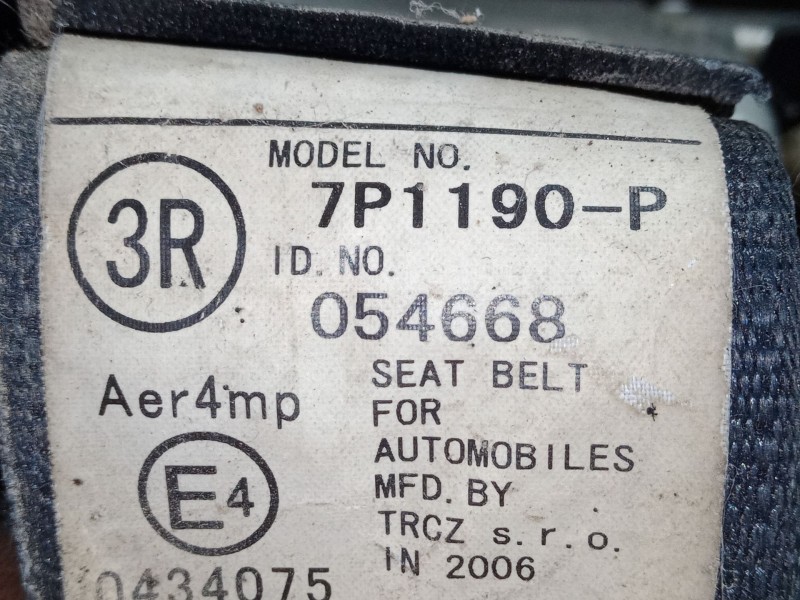 3R
MODEL NO.
7P1190-P
ID. NO.
054668
Aer4mp
E4
0434075
SEAT BELT
FOR
AUTOMOBILES
MFD. BY
TRCZ s.r.o.
IN 2006